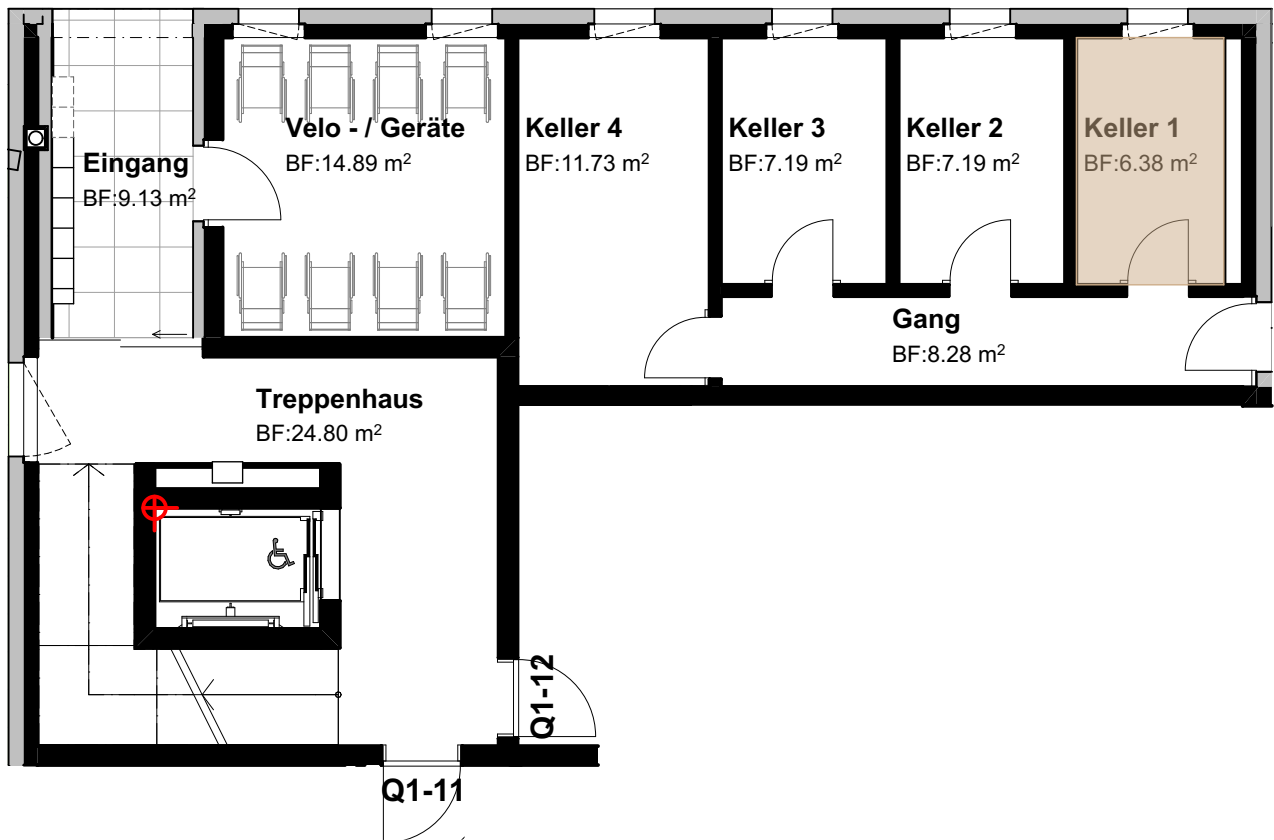 Velo - / Geräte
BF:14.89 m²
Keller 4
BF:11.73 m²
Keller 3
BF:7.19 m²
Keller 2
BF:7.19 m²
Keller 1
BF:6.38 m²
Eingang
BF:9.13 m²
Gang
BF:8.28 m²
Treppenhaus
BF:24.80 m²
Q1-12
Q1-11